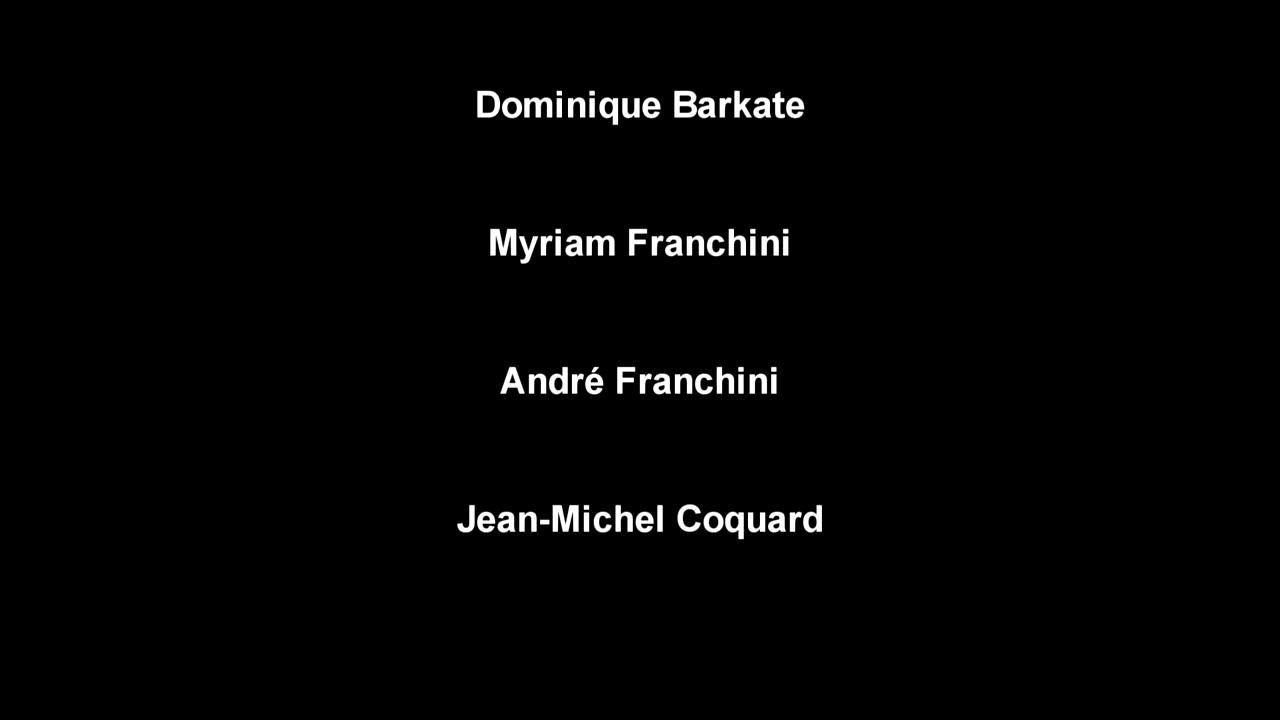 Dominique Barkate
Myriam Franchini
André Franchini
Jean-Michel Coquard